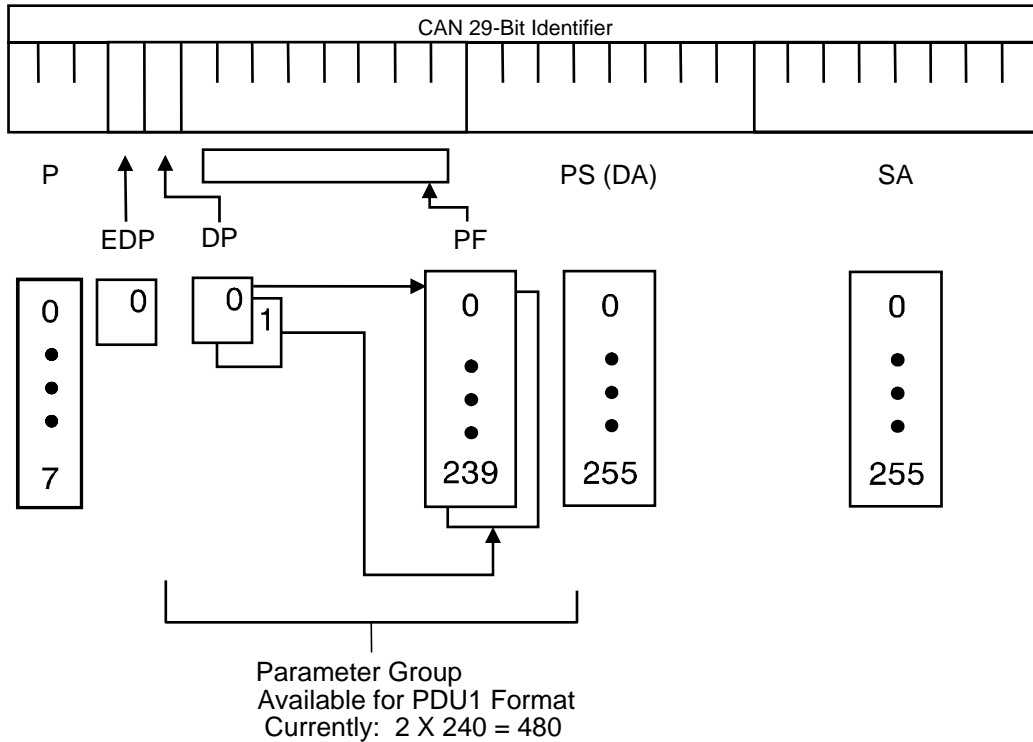 CAN 29-Bit Identifier
P
PS (DA)
SA
EDP
DP
PF
0
7
0
0
1
0
239
0
255
0
255
Parameter Group
Available for PDU1 Format
Currently: 2 X 240 = 480